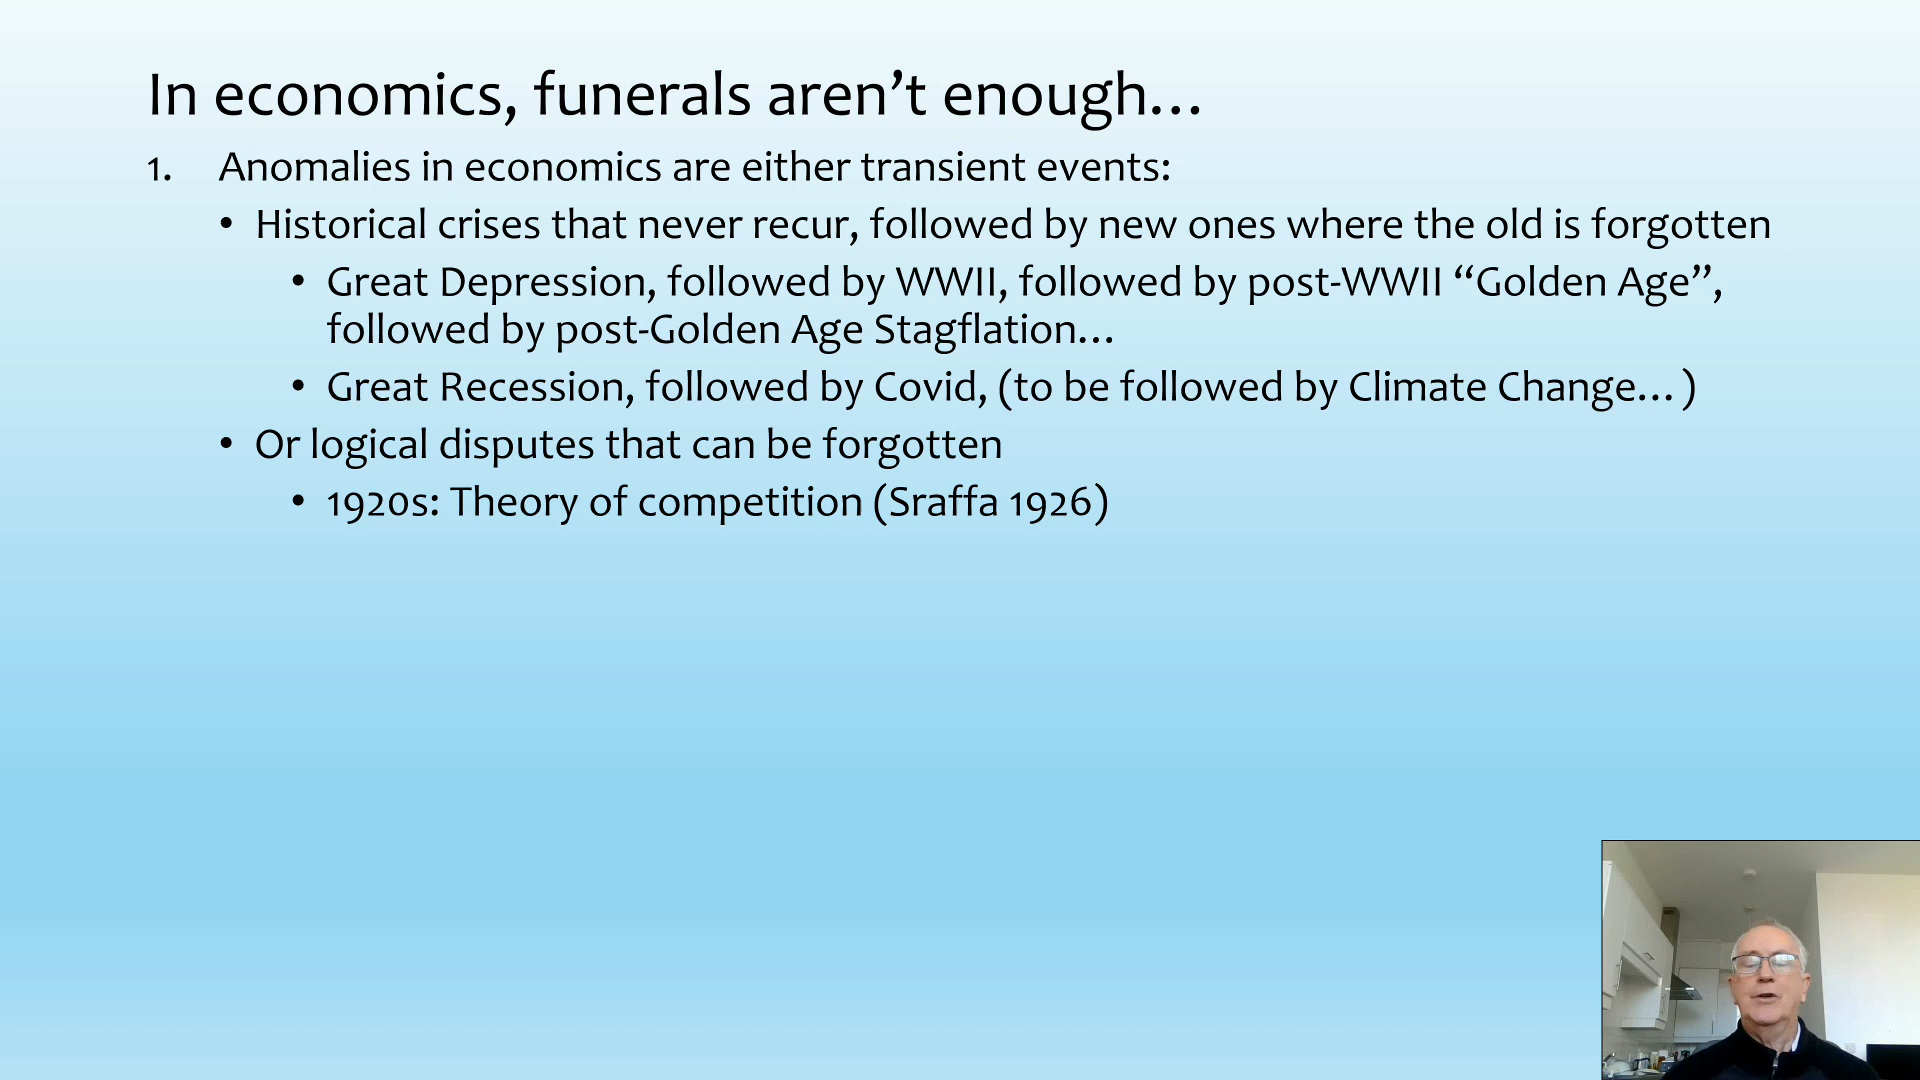 In economics, funerals aren’t enough…
1. Anomalies in economics are either transient events:
• Historical crises that never recur, followed by new ones where the old is forgotten
• Great Depression, followed by WWII, followed by post-WWII “Golden Age”,
followed by post-Golden Age Stagflation…
• Great Recession, followed by Covid, (to be followed by Climate Change… )
• Or logical disputes that can be forgotten
• 1920s: Theory of competition (Sraffa 1926)